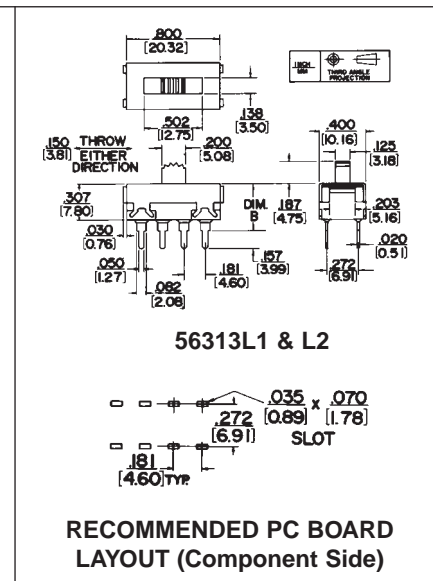 .800
[20.32]
INCH
MM
THIRD ANGLE
PROJECTION
.138
[3.50]
.502
[12.75]
.400
[10.16]
.150
[3.81]
THROW
EITHER
DIRECTION
.200
[5.08]
.125
[3.18]
.307
[7.80]
DIM.
B
.187
[4.75]
.203
[5.16]
.030
[0.76]
.020
[0.51]
.157
[3.99]
.050
[1.27]
.181
[4.60]
.272
[6.91]
.082
[2.08]
56313L1 & L2
.035 x .070
[0.89] [1.78]
SLOT
.272
[6.91]
.181
[4.60] TYP.
RECOMMENDED PC BOARD
LAYOUT (Component Side)